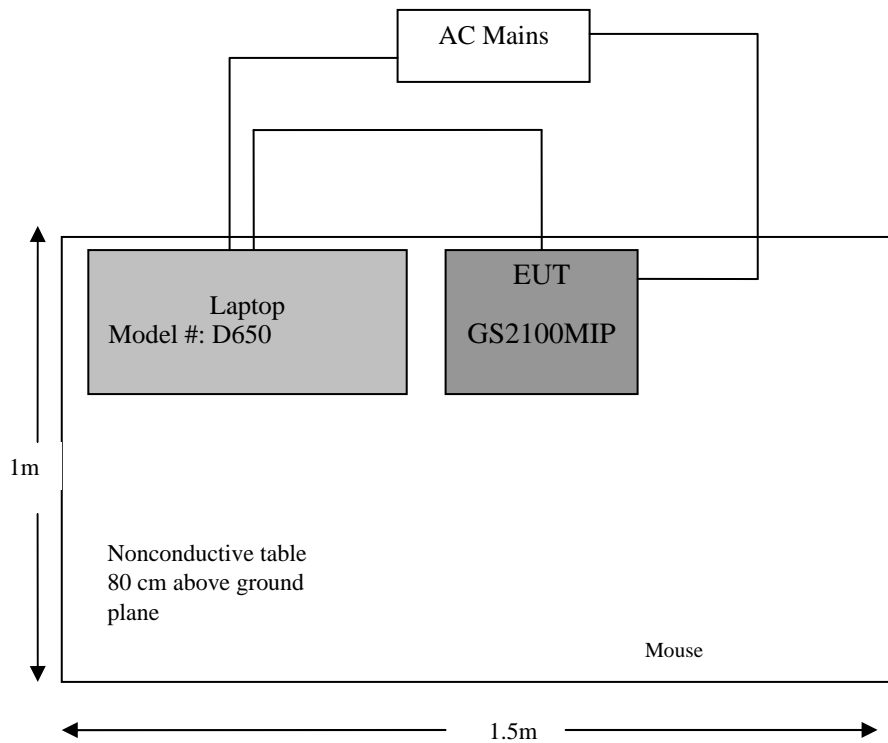 AC Mains
EUT
Laptop
Model #: D650
GS2100MIP
1m
Nonconductive table
80 cm above ground
plane
Mouse
1.5m